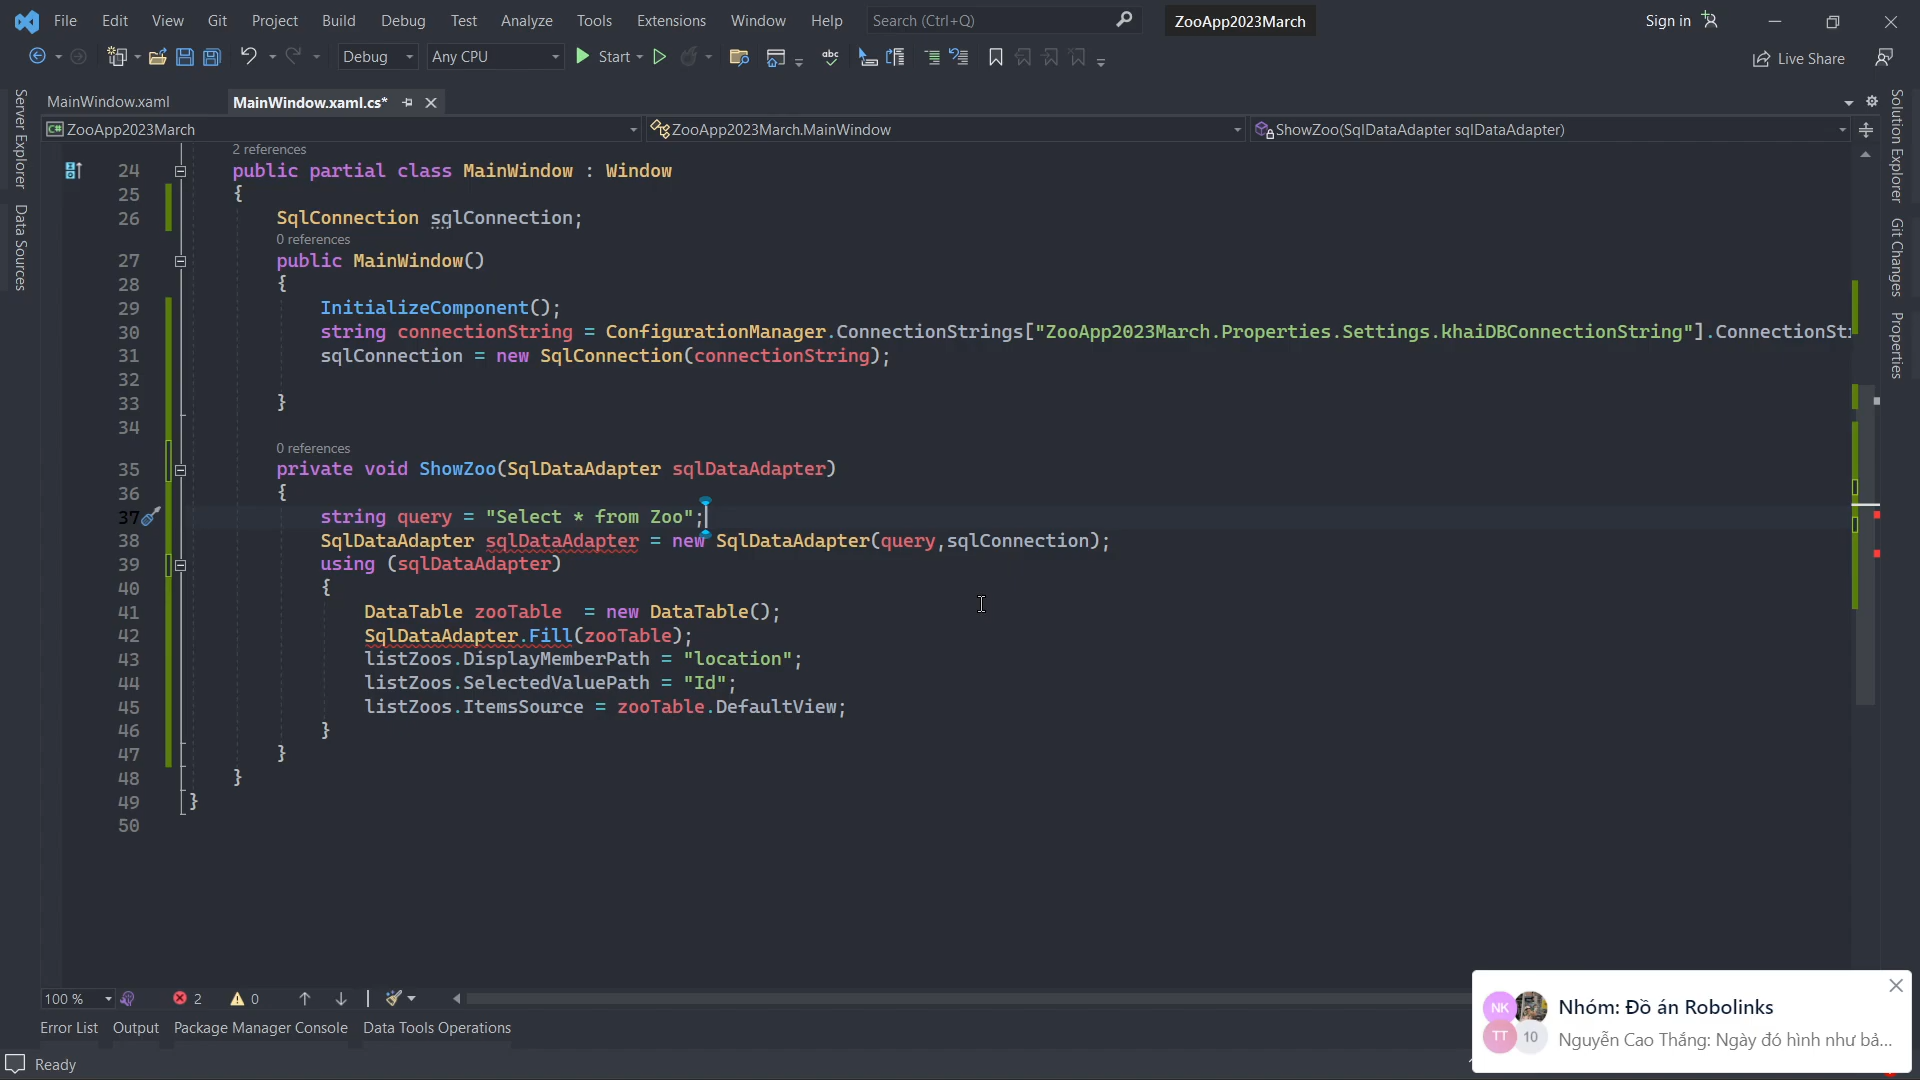 File Edit View Git Project Build Debug Test Analyze Tools Extensions Window Help Search (Ctrl+Q) ZooApp2023March Sign in
Debug Any CPU Start abc Live Share
MainWindow.xaml MainWindow.xaml.cs*
ZooApp2023March ZooApp2023March.MainWindow ShowZoo(SqlDataAdapter sqlDataAdapter)
Server Explorer
Data Sources
Solution Explorer
Git Changes
Properties
2 references
24 public partial class MainWindow : Window
25 {
26 SqlConnection sqlConnection;
0 references
27 public MainWindow()
28 {
29 InitializeComponent();
30 string connectionString = ConfigurationManager.ConnectionStrings["ZooApp2023March.Properties.Settings.khaiDBConnectionString"].ConnectionStr
31 sqlConnection = new SqlConnection(connectionString);
32
33 }
34
0 references
35 private void ShowZoo(SqlDataAdapter sqlDataAdapter)
36 {
37 string query = "Select * from Zoo";
38 SqlDataAdapter sqlDataAdapter = new SqlDataAdapter(query,sqlConnection);
39 using (sqlDataAdapter)
40 {
41 DataTable zooTable  = new DataTable();
42 SqlDataAdapter.Fill(zooTable);
43 listZoos.DisplayMemberPath = "location";
44 listZoos.SelectedValuePath = "Id";
45 listZoos.ItemsSource = zooTable.DefaultView;
46 }
47 }
48 }
49 }
50
100 % 2 0
Error List Output Package Manager Console Data Tools Operations
Ready
NK TT 10
Nhóm: Đồ án Robolinks
Nguyễn Cao Thắng: Ngày đó hình như bả...